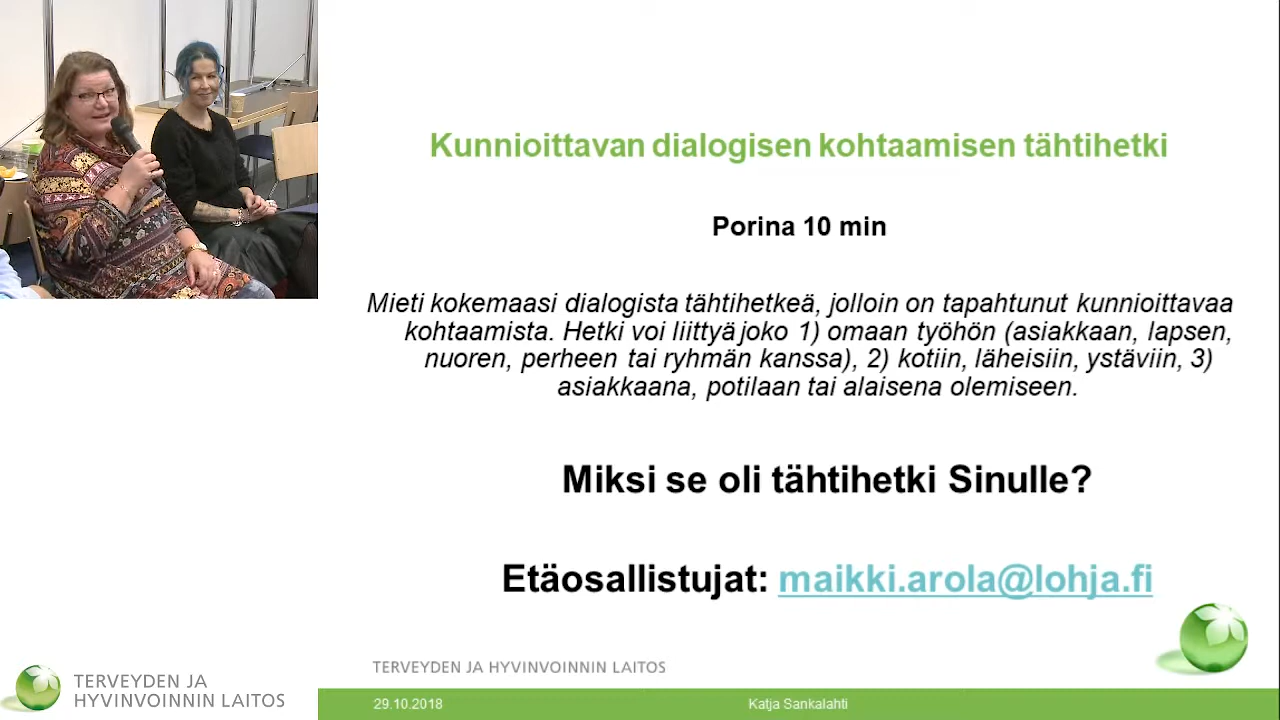 Kunnioittavan dialogisen kohtaamisen tähtihetki
Porina 10 min
Mieti kokemaasi dialogista tähtihetkeä, jolloin on tapahtunut kunnioittavaa
kohtaamista. Hetki voi liittyä joko 1) omaan työhön (asiakkaan, lapsen,
nuoren, perheen tai ryhmän kanssa), 2) kotiin, läheisiin, ystäviin, 3)
asiakkaana, potilaan tai alaisena olemiseen.
Miksi se oli tähtihetki Sinulle?
Etäosallistujat: maikki.arola@lohja.fi
TERVEYDEN JA HYVINVOINNIN LAITOS
29.10.2018 Katja Sankalahti
TERVEYDEN JA
HYVINVOINNIN LAITOS